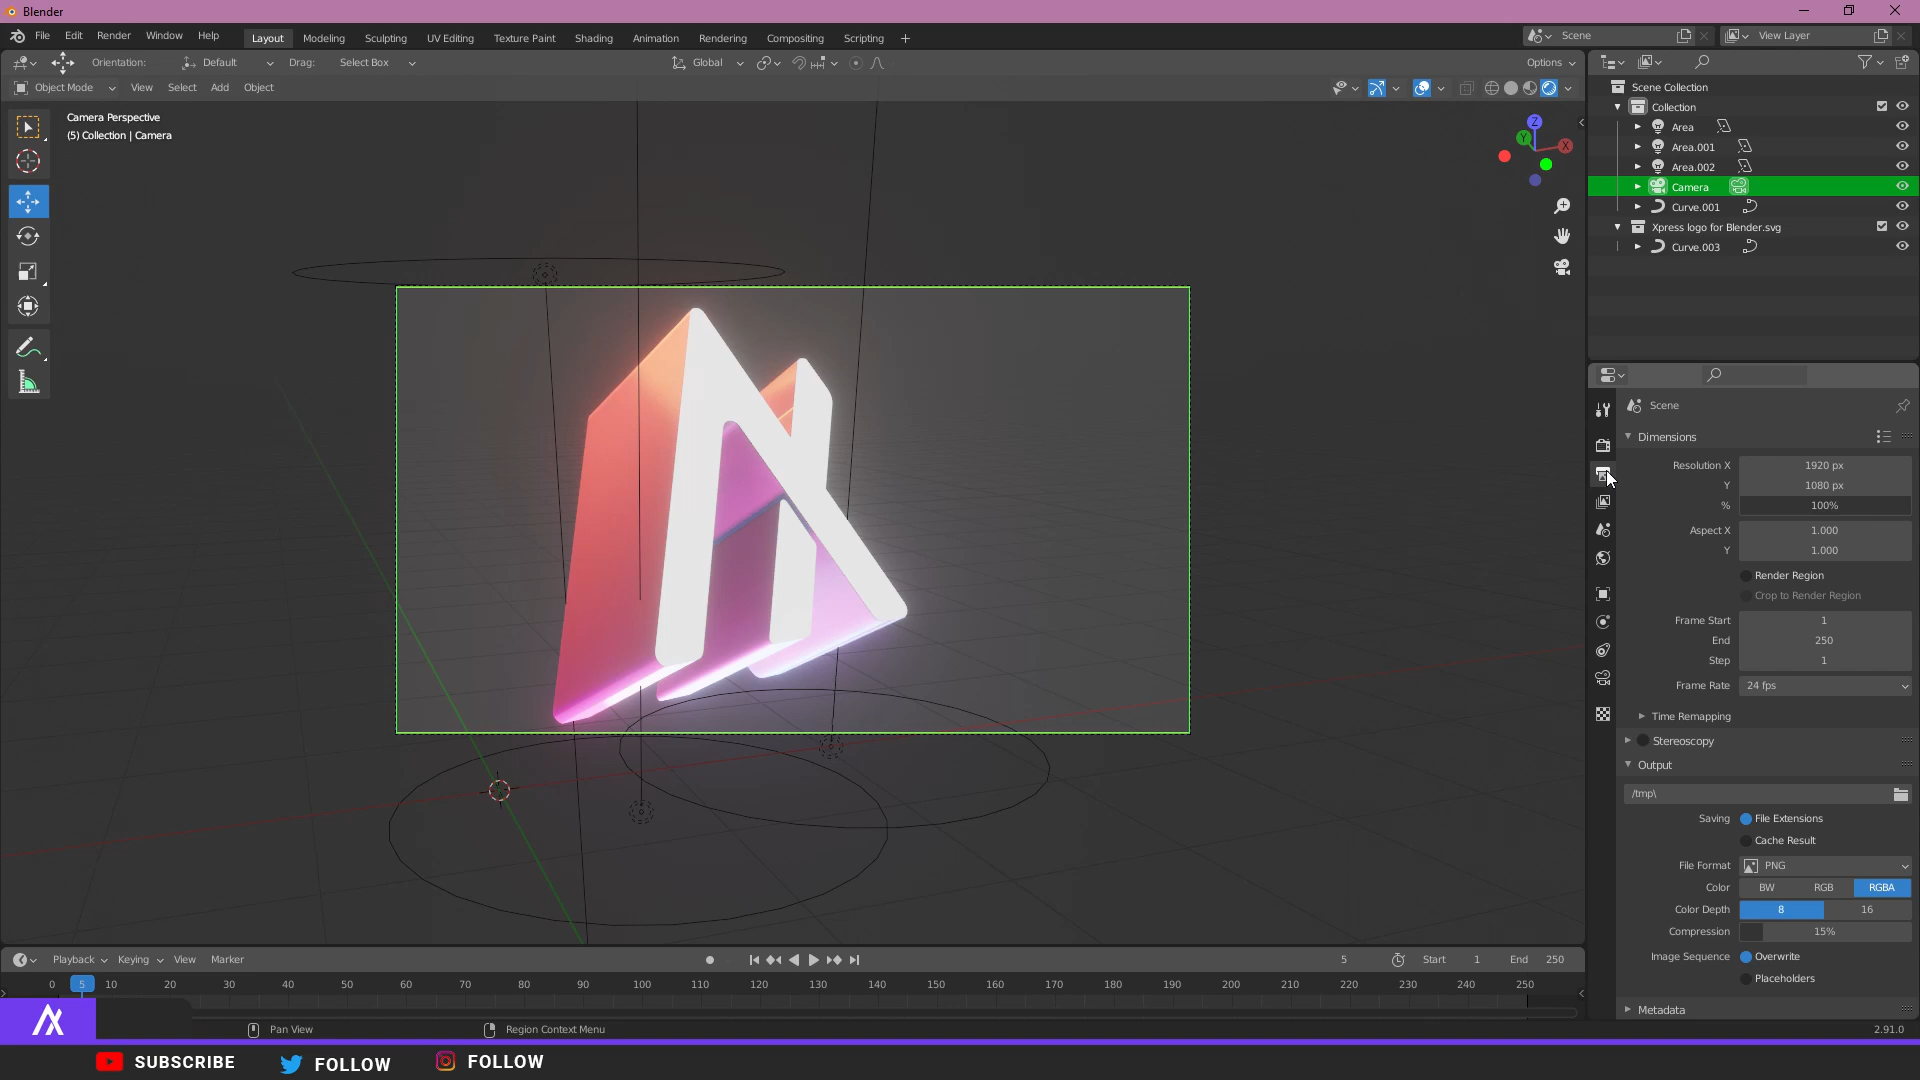 Blender
File Edit Render Window Help
Layout Modeling Sculpting UV Editing Texture Paint Shading Animation Rendering Compositing Scripting +
Scene View Layer
Orientation: Default Drag: Select Box Global Options
Object Mode View Select Add Object
Camera Perspective
(5) Collection | Camera
Z
Y
X
Scene Collection
Collection
Area
Area.001
Area.002
Camera
Curve.001
Xpress logo for Blender.svg
Curve.003
Scene
Dimensions
Resolution X 1920 px
Y 1080 px
% 100%
Aspect X 1.000
Y 1.000
Render Region
Crop to Render Region
Frame Start 1
End 250
Step 1
Frame Rate 24 fps
Time Remapping
Stereoscopy
Output
/tmp\
Saving File Extensions
Cache Result
File Format PNG
Color BW RGB RGBA
Color Depth 8 16
Compression 15%
Image Sequence Overwrite
Placeholders
Metadata
Playback Keying View Marker 5 Start 1 End 250
0 5 10 20 30 40 50 60 70 80 90 100 110 120 130 140 150 160 170 180 190 200 210 220 230 240 250
Pan View Region Context Menu 2.91.0
SUBSCRIBE FOLLOW FOLLOW